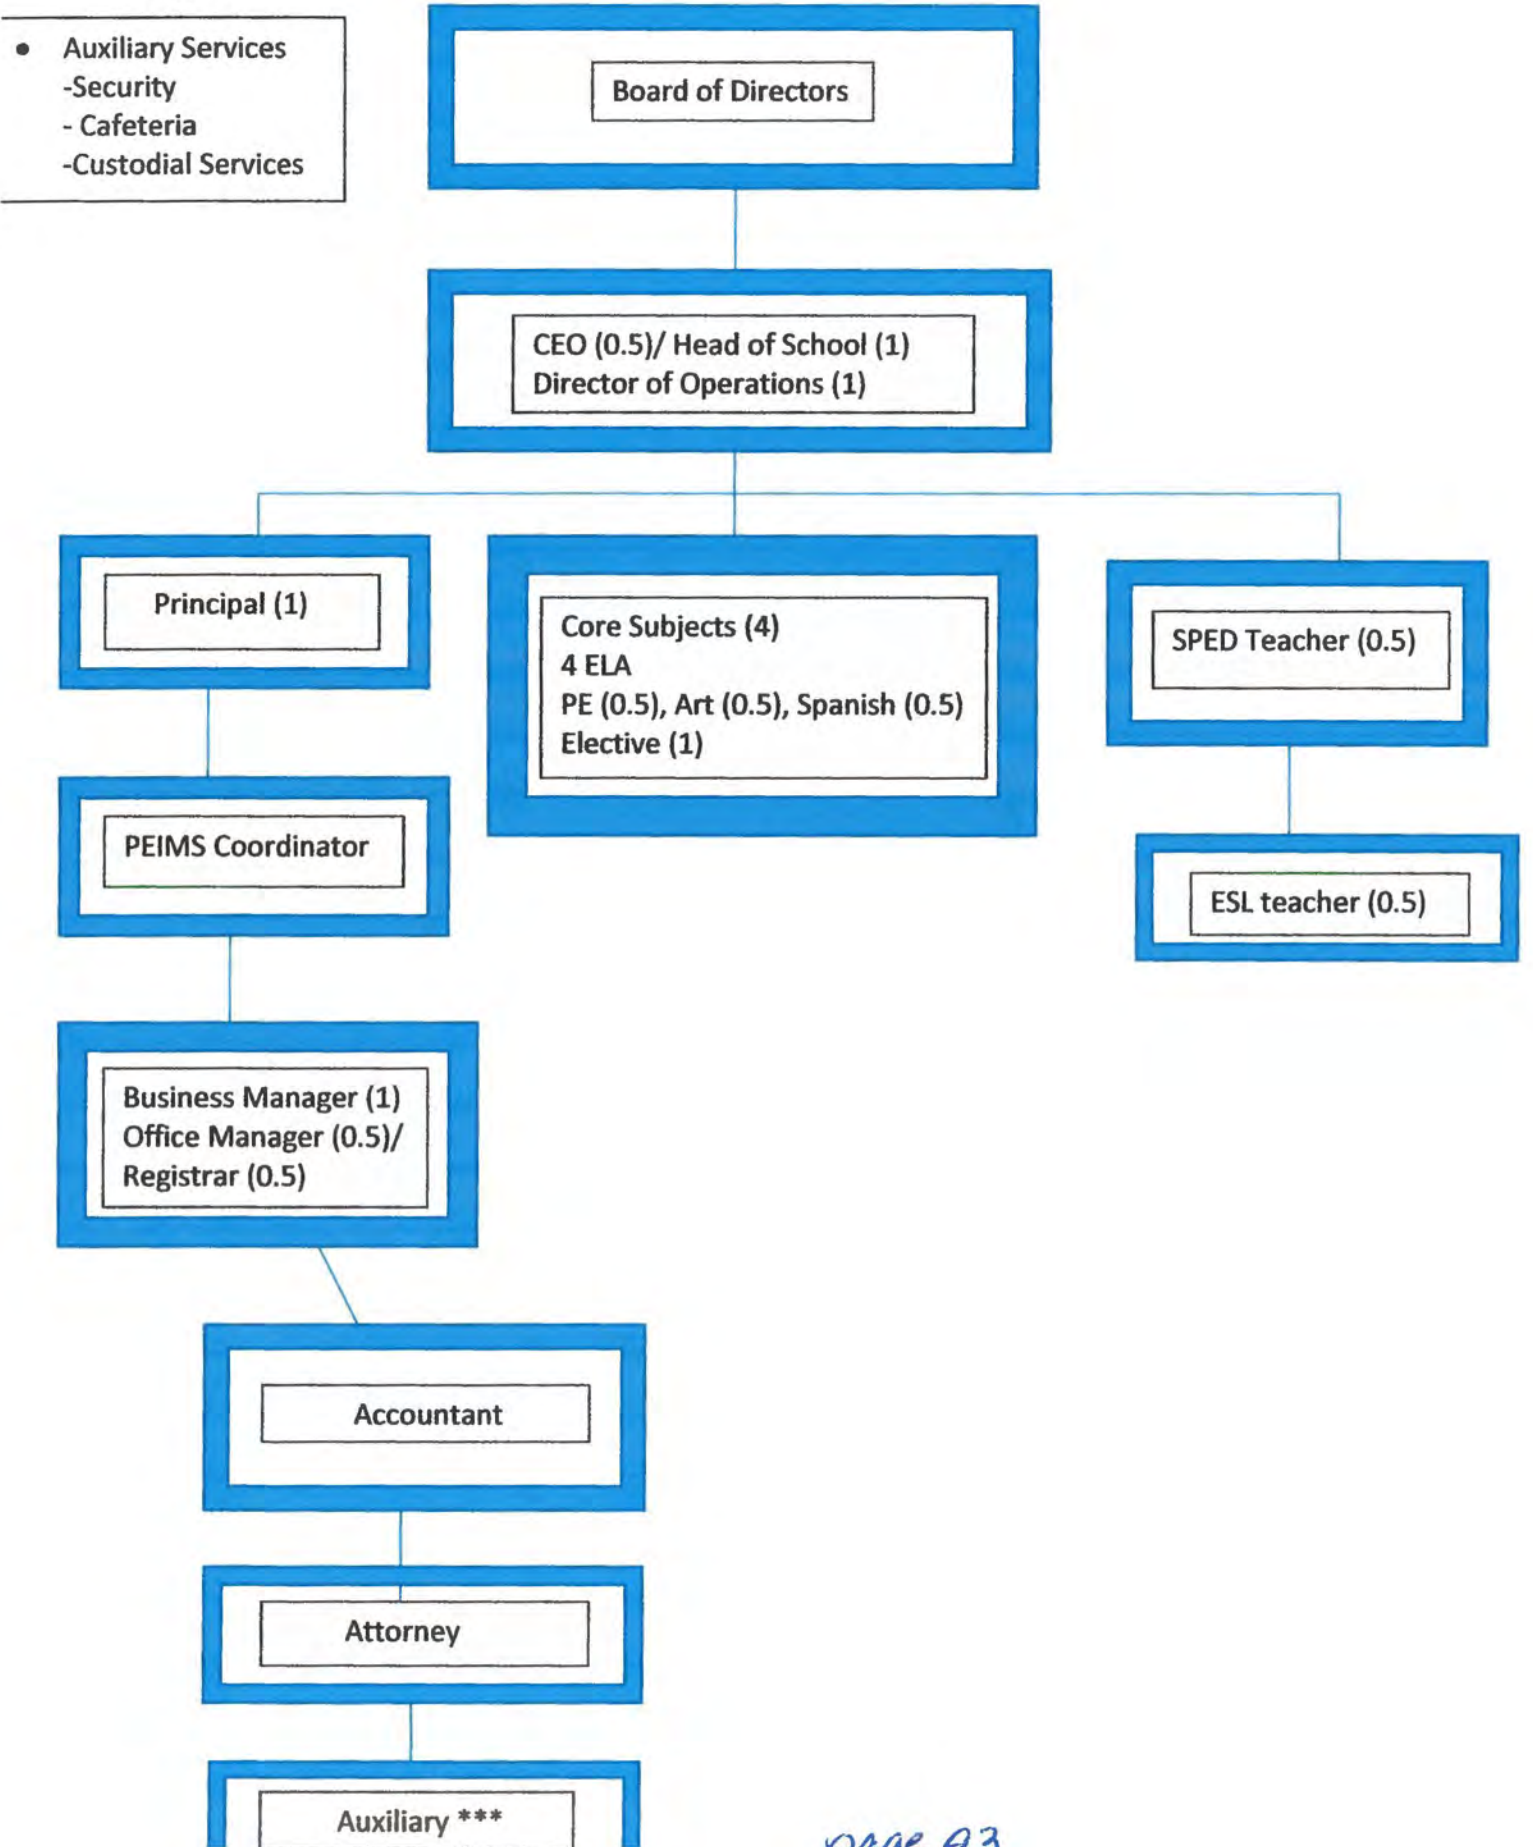 • Auxiliary Services
-Security
- Cafeteria
-Custodial Services
Board of Directors
CEO (0.5)/ Head of School (1)
Director of Operations (1)
Principal (1)
Core Subjects (4)
4 ELA
PE (0.5), Art (0.5), Spanish (0.5)
Elective (1)
SPED Teacher (0.5)
PEIMS Coordinator
ESL teacher (0.5)
Business Manager (1)
Office Manager (0.5)/
Registrar (0.5)
Accountant
Attorney
Auxiliary ***
page